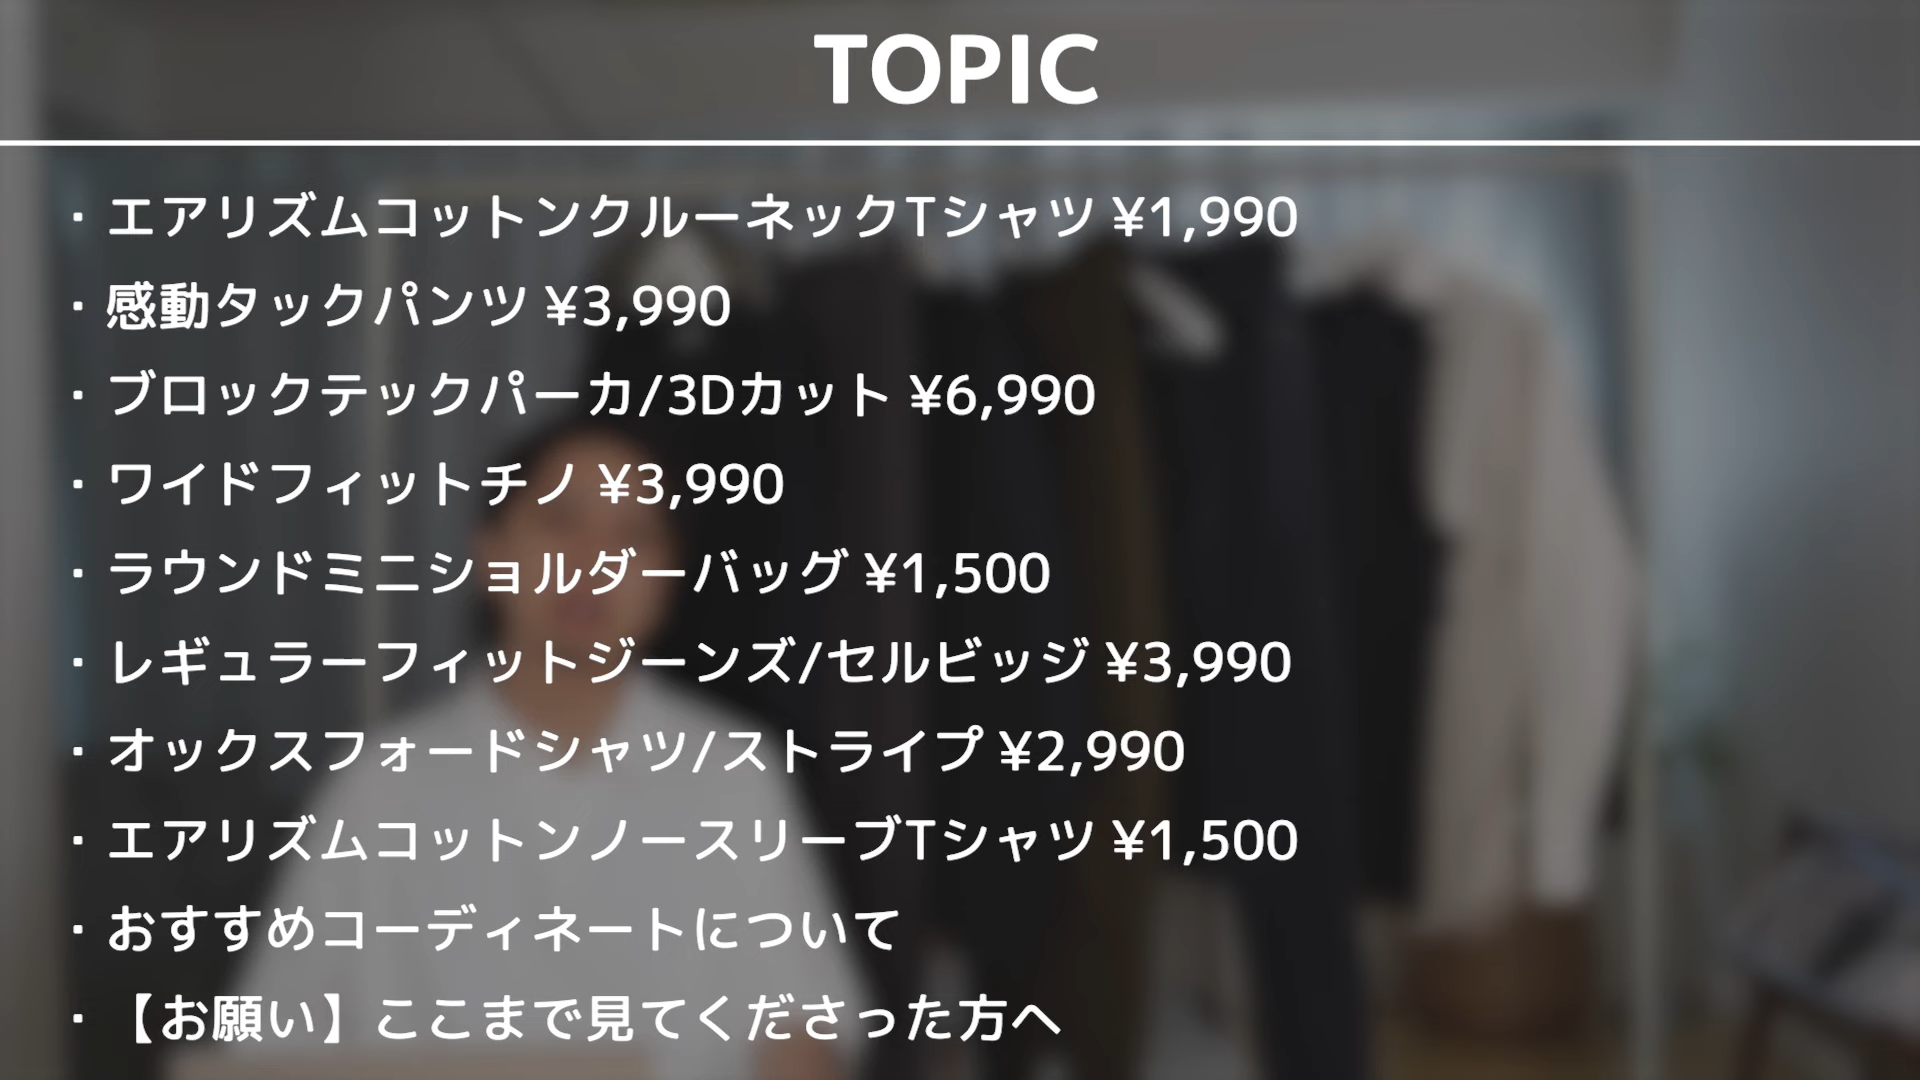 TOPIC
・エアリズムコットンクルーネックTシャツ ¥1,990
・感動タックパンツ ¥3,990
・ブロックテックパーカ/3Dカット ¥6,990
・ワイドフィットチノ ¥3,990
・ラウンドミニショルダーバッグ ¥1,500
・レギュラーフィットジーンズ/セルビッジ ¥3,990
・オックスフォードシャツ/ストライプ ¥2,990
・エアリズムコットンノースリーブTシャツ ¥1,500
・おすすめコーディネートについて
・【お願い】ここまで見てくださった方へ